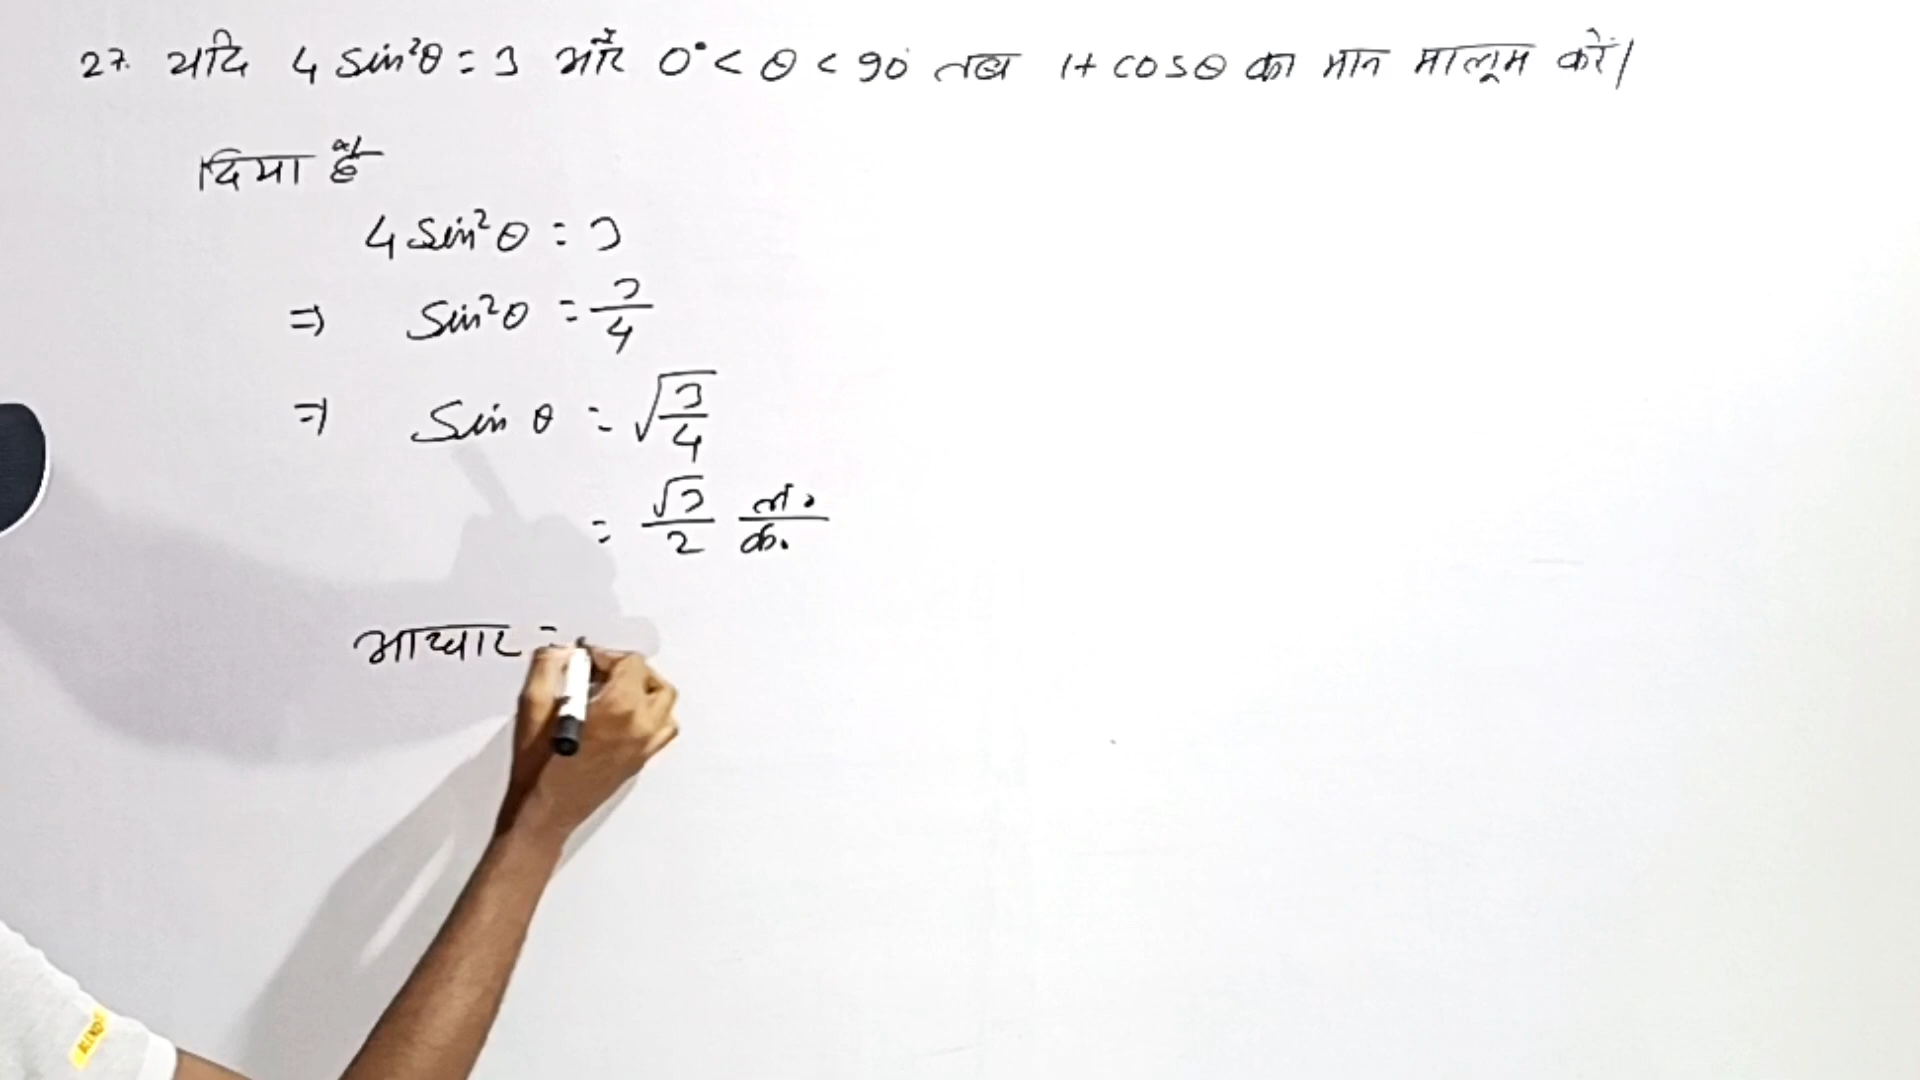 27. यदि 4 sin²θ = 3 और 0° < θ < 90° तब 1 + cosθ का मान मालूम करें।
दिया है
4 sin²θ = 3
⇒ sin²θ = 3/4
⇒ sin θ = √(3/4)
= √3/2 लं०/क.
आधार =